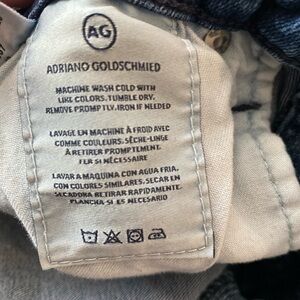 AG
ADRIANO GOLDSCHMIED
MACHINE WASH COLD WITH
LIKE COLORS. TUMBLE DRY.
REMOVE PROMPTLY. IRON IF NEEDED
LAVAGE EN MACHINE À FROID AVEC
COMME COULEURS. SÈCHE-LINGE
À RETIRER PROMPTEMENT.
FER SI NÉCESSAIRE
LAVAR A MAQUINA CON AGUA FRIA,
CON COLORES SIMILARES. SECAR EN
SECADORA RETIRAR RAPIDAMENTE.
PLANCHA SI ES NECESARIO